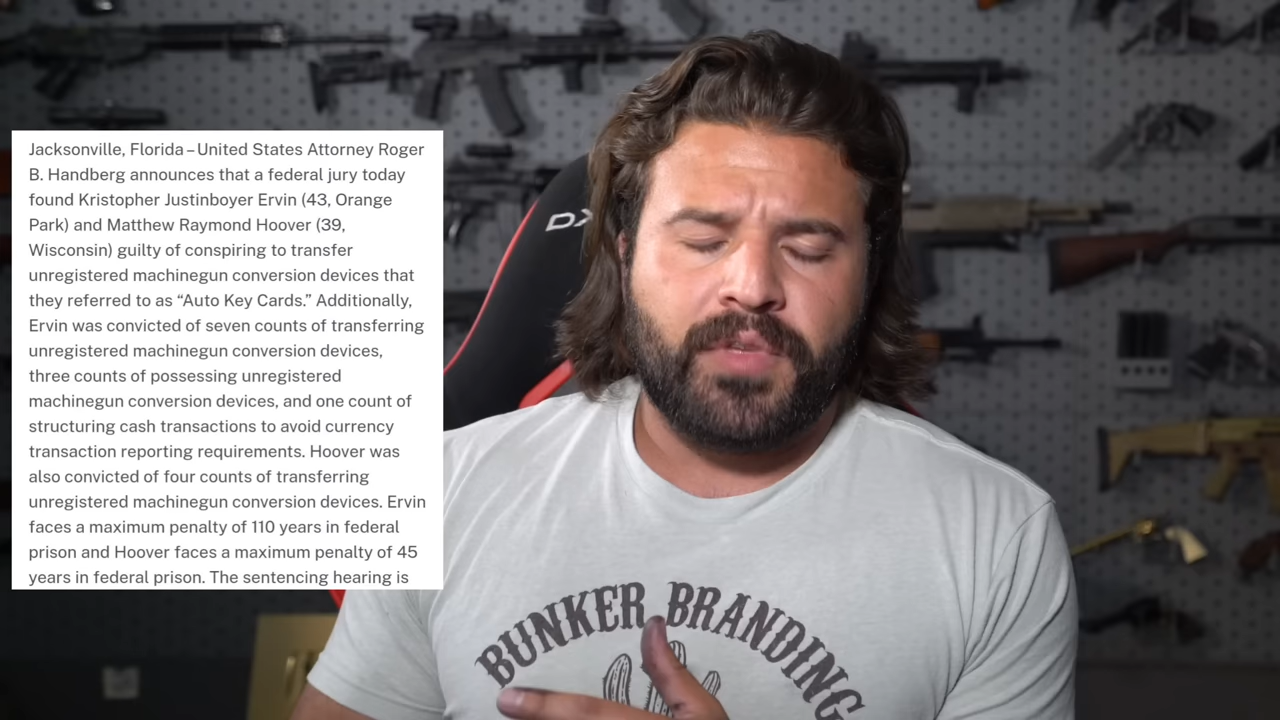 Jacksonville, Florida – United States Attorney Roger
B. Handberg announces that a federal jury today
found Kristopher Justinboyer Ervin (43, Orange
Park) and Matthew Raymond Hoover (39,
Wisconsin) guilty of conspiring to transfer
unregistered machinegun conversion devices that
they referred to as “Auto Key Cards.” Additionally,
Ervin was convicted of seven counts of transferring
unregistered machinegun conversion devices,
three counts of possessing unregistered
machinegun conversion devices, and one count of
structuring cash transactions to avoid currency
transaction reporting requirements. Hoover was
also convicted of four counts of transferring
unregistered machinegun conversion devices. Ervin
faces a maximum penalty of 110 years in federal
prison and Hoover faces a maximum penalty of 45
years in federal prison. The sentencing hearing is
DX
BUNKER BRANDING